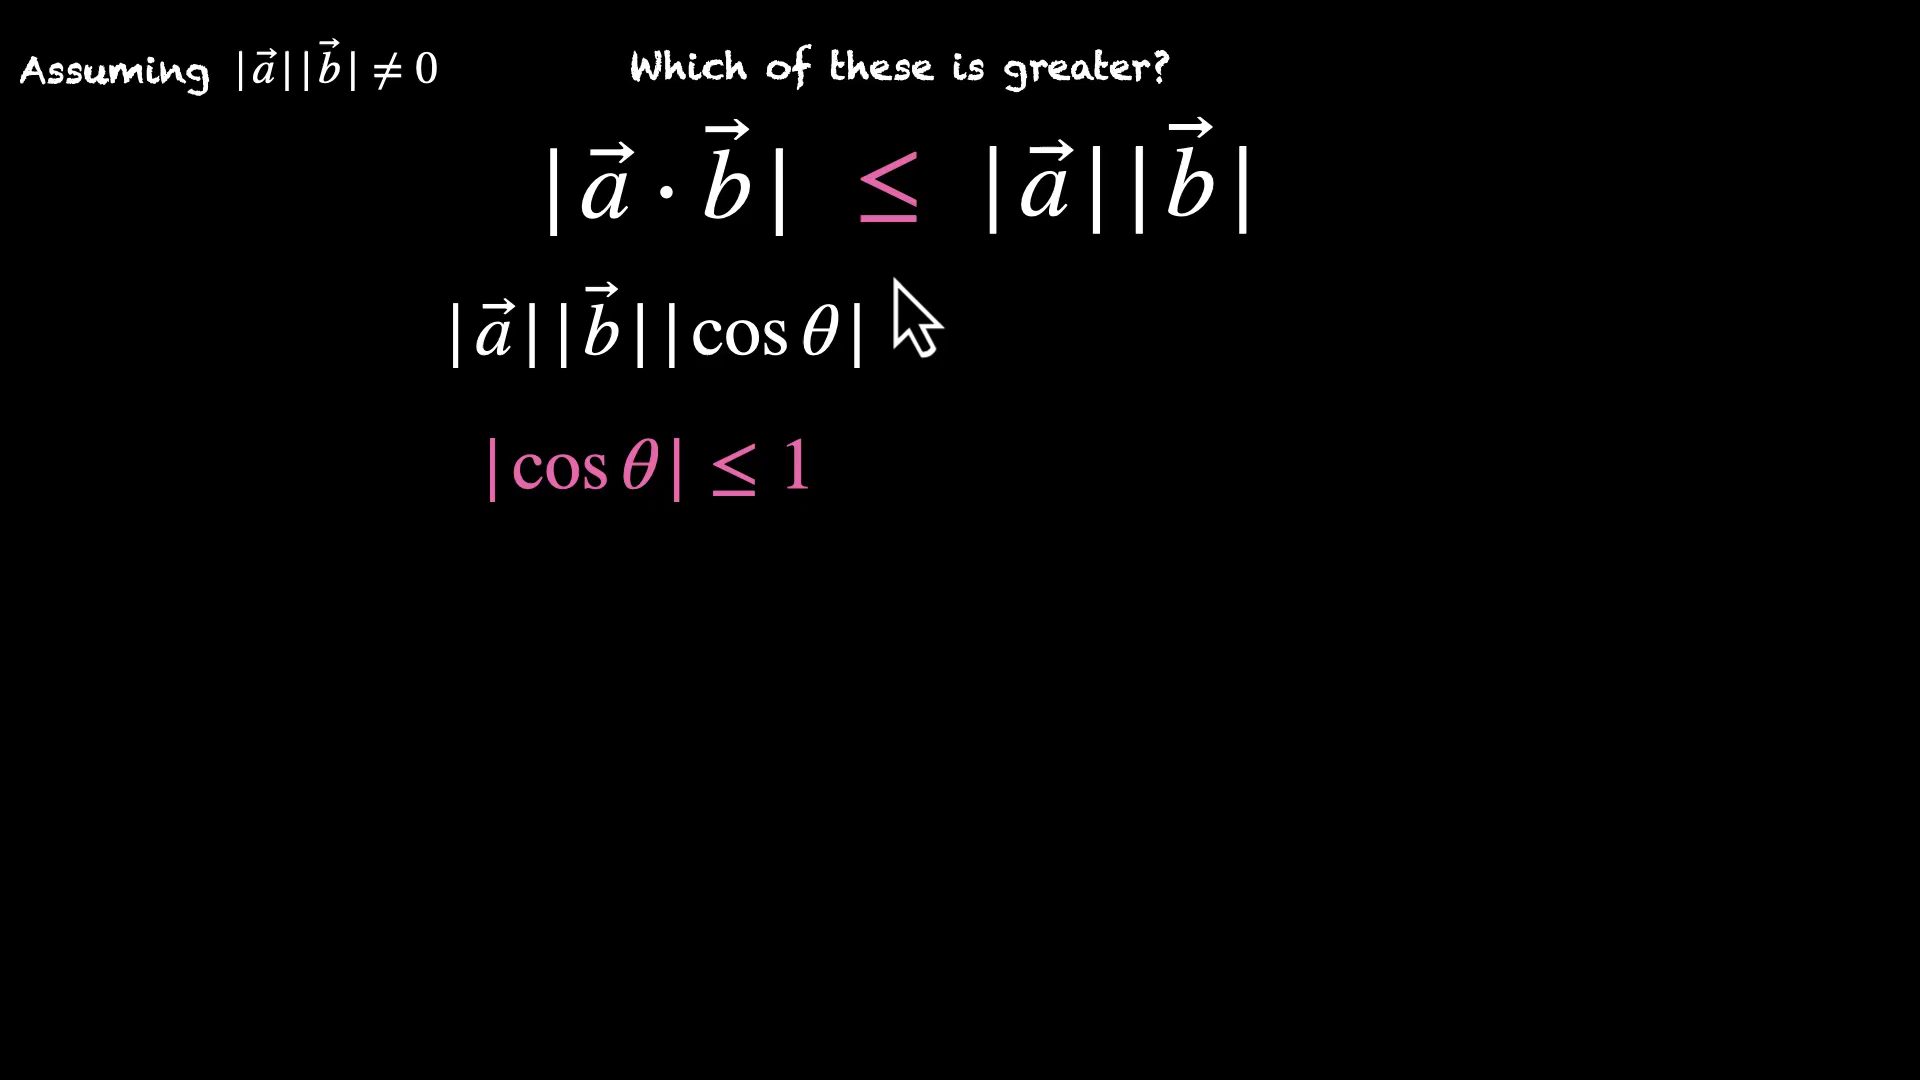 Assuming |a⃗||b⃗| ≠ 0
Which of these is greater?
|a⃗ · b⃗| ≤ |a⃗||b⃗|
|a⃗||b⃗||cos θ|
|cos θ| ≤ 1